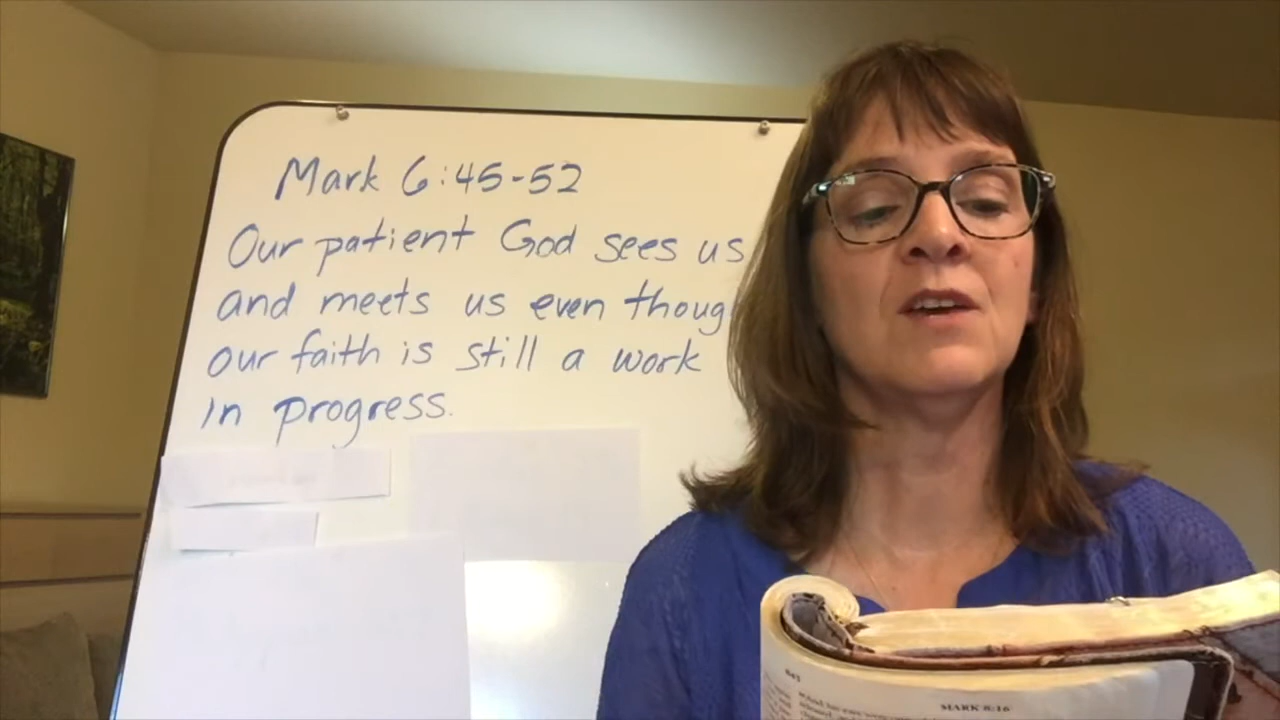 Mark 6:45-52
Our patient God sees us
and meets us even thoug
our faith is still a work
in progress.
MARK 6:16